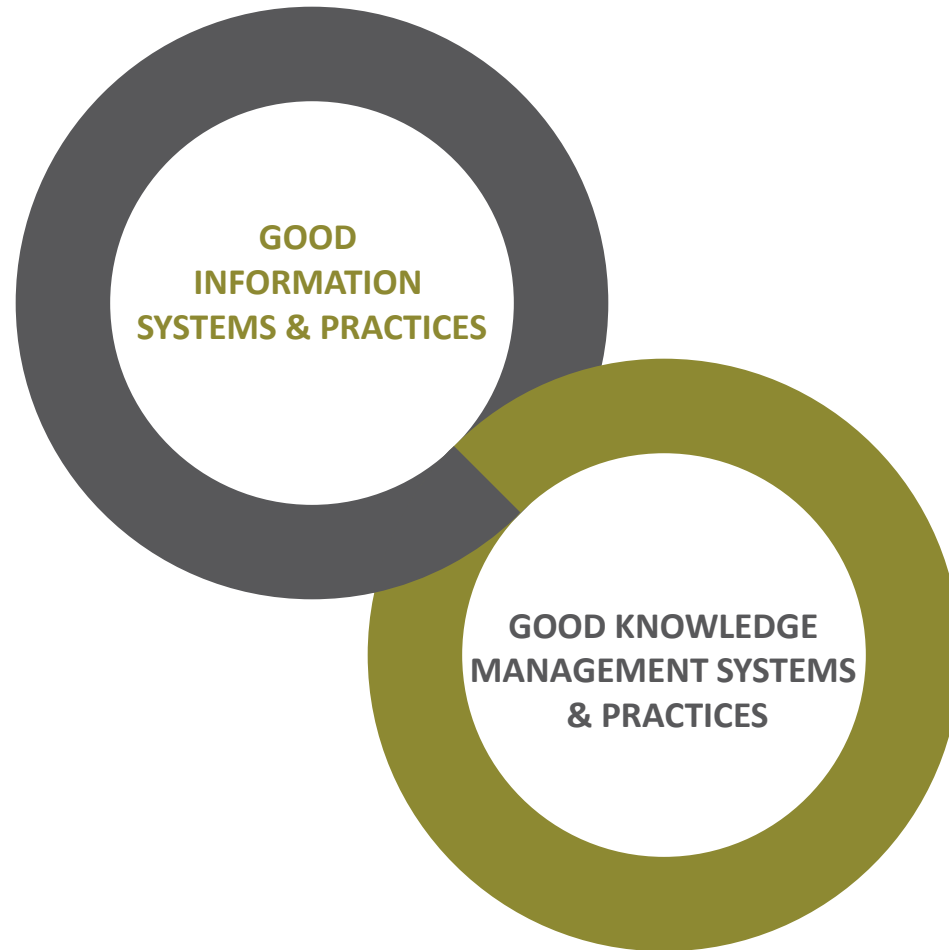 GOOD
INFORMATION
SYSTEMS & PRACTICES
GOOD KNOWLEDGE
MANAGEMENT SYSTEMS
& PRACTICES